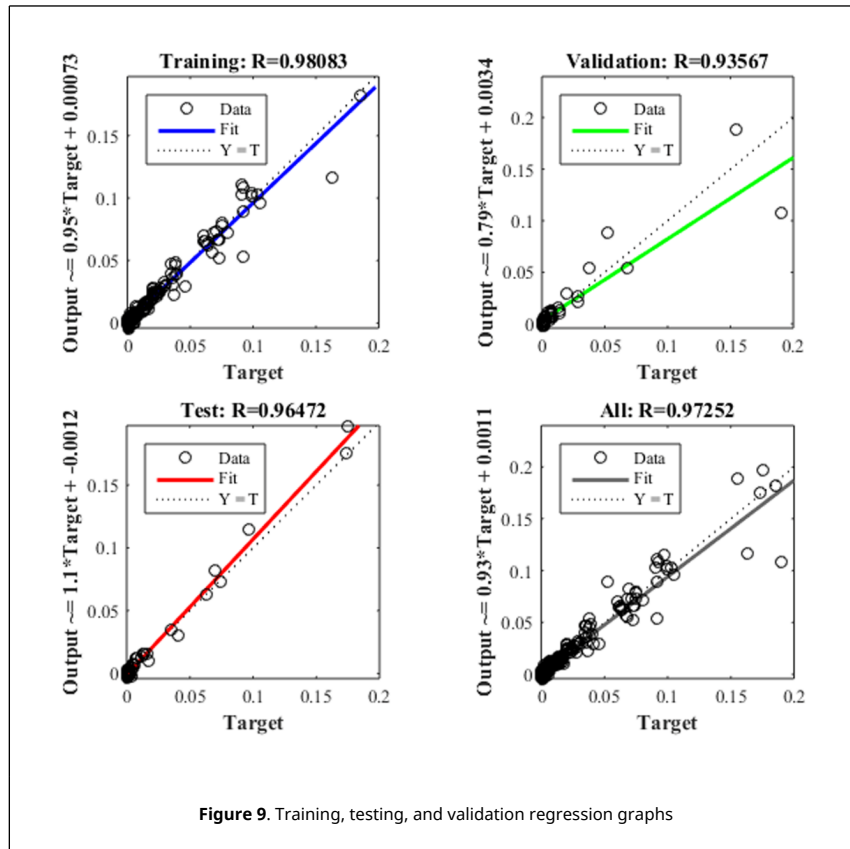 Training: R=0.98083
Output ~= 0.95*Target + 0.00073
Data
Fit
Y = T
0.15
0.1
0.05
0
0
0.05
0.1
0.15
0.2
Target
Validation: R=0.93567
Output ~= 0.79*Target + 0.0034
Data
Fit
Y = T
0.2
0.15
0.1
0.05
0
0
0.05
0.1
0.15
0.2
Target
Test: R=0.96472
Output ~= 1.1*Target + -0.0012
Data
Fit
Y = T
0.15
0.1
0.05
0
0
0.05
0.1
0.15
0.2
Target
All: R=0.97252
Output ~= 0.93*Target + 0.0011
Data
Fit
Y = T
0.2
0.15
0.1
0.05
0
0
0.05
0.1
0.15
0.2
Target
Figure 9. Training, testing, and validation regression graphs